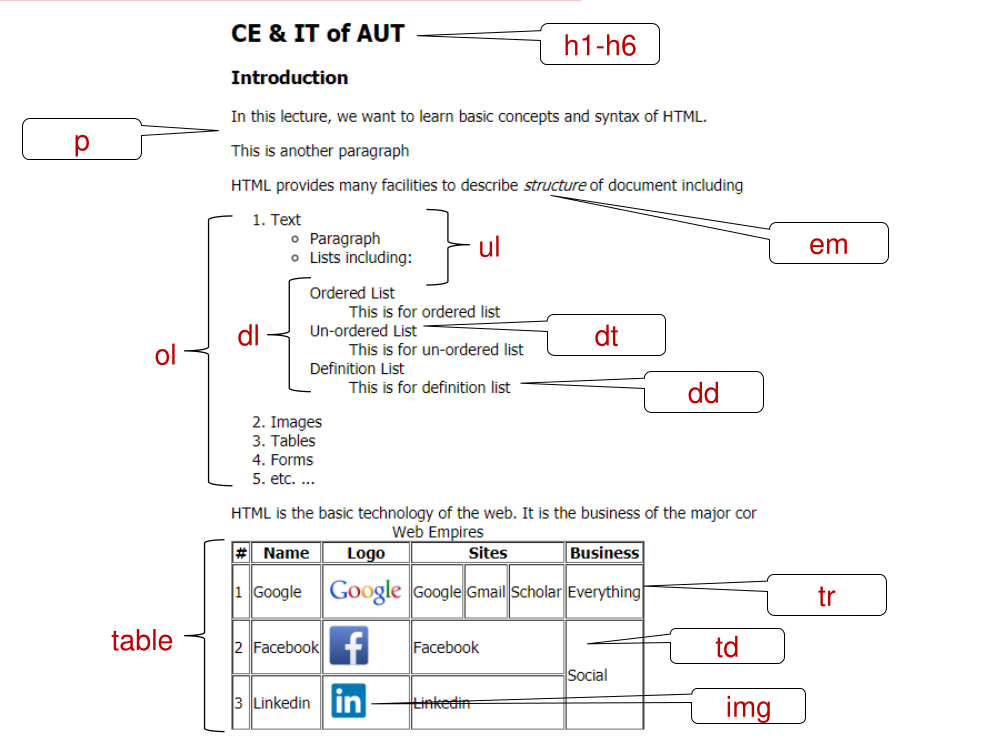 CE & IT of AUT
h1-h6
Introduction
In this lecture, we want to learn basic concepts and syntax of HTML.
p
This is another paragraph
HTML provides many facilities to describe structure of document including
em
1. Text
Paragraph
Lists including:
ul
Ordered List
This is for ordered list
Un-ordered List
dt
dl
ol
This is for un-ordered list
Definition List
This is for definition list
dd
2. Images
3. Tables
4. Forms
5. etc. ...
HTML is the basic technology of the web. It is the business of the major cor
Web Empires
# Name Logo Sites Business
1 Google Google Google Gmail Scholar Everything
tr
table
2 Facebook f Facebook
td
Social
3 Linkedin in Linkedin
img